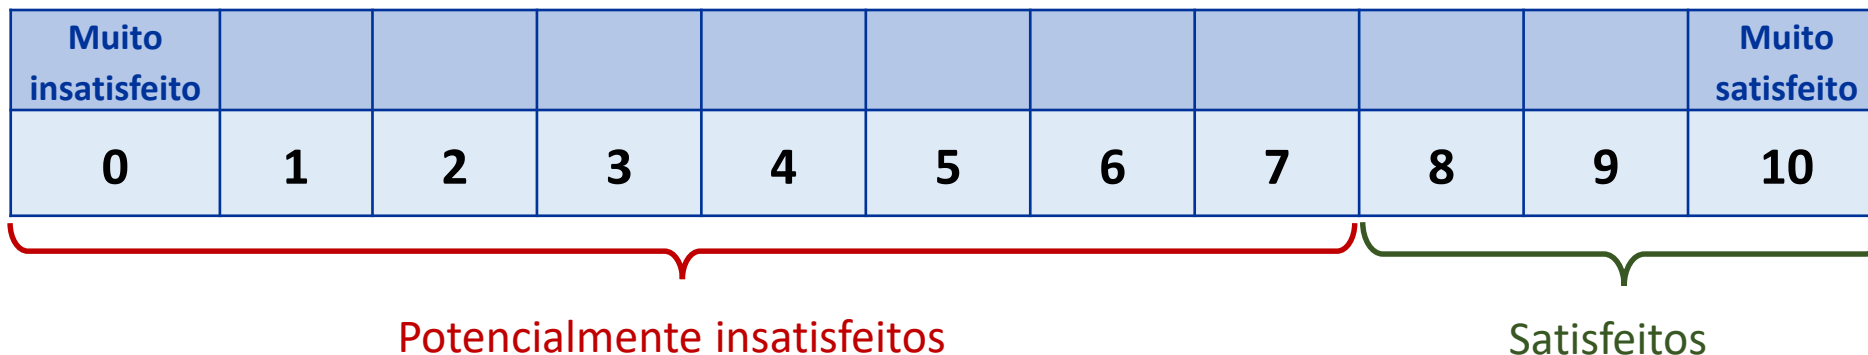 Muito
insatisfeito
Muito
satisfeito
0 1 2 3 4 5 6 7 8 9 10
Potencialmente insatisfeitos
Satisfeitos